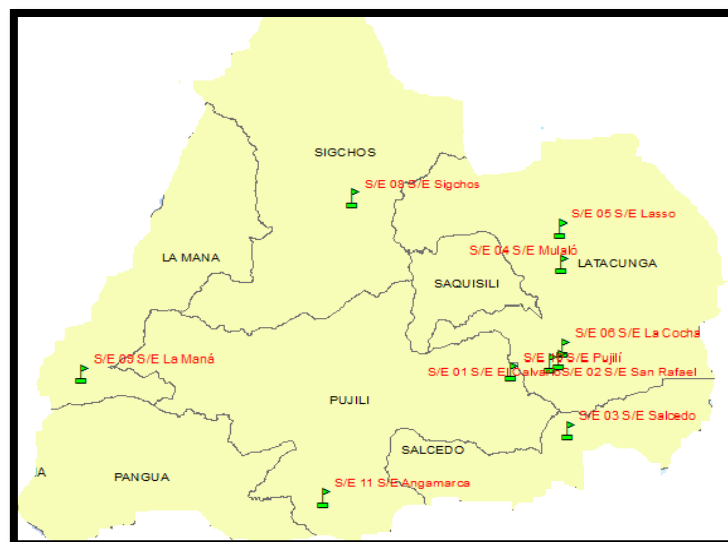 SIGCHOS
S/E 08 S/E Sigchos
S/E 05 S/E Lasso
S/E 04 S/E Mulaló
LA MANA
LATACUNGA
SAQUISILI
S/E 06 S/E La Cocha
S/E 09 S/E La Maná
S/E Pujilí
S/E 01 S/E El Calvario
S/E 02 S/E San Rafael
PUJILI
S/E 03 S/E Salcedo
SALCEDO
PANGUA
S/E 11 S/E Angamarca